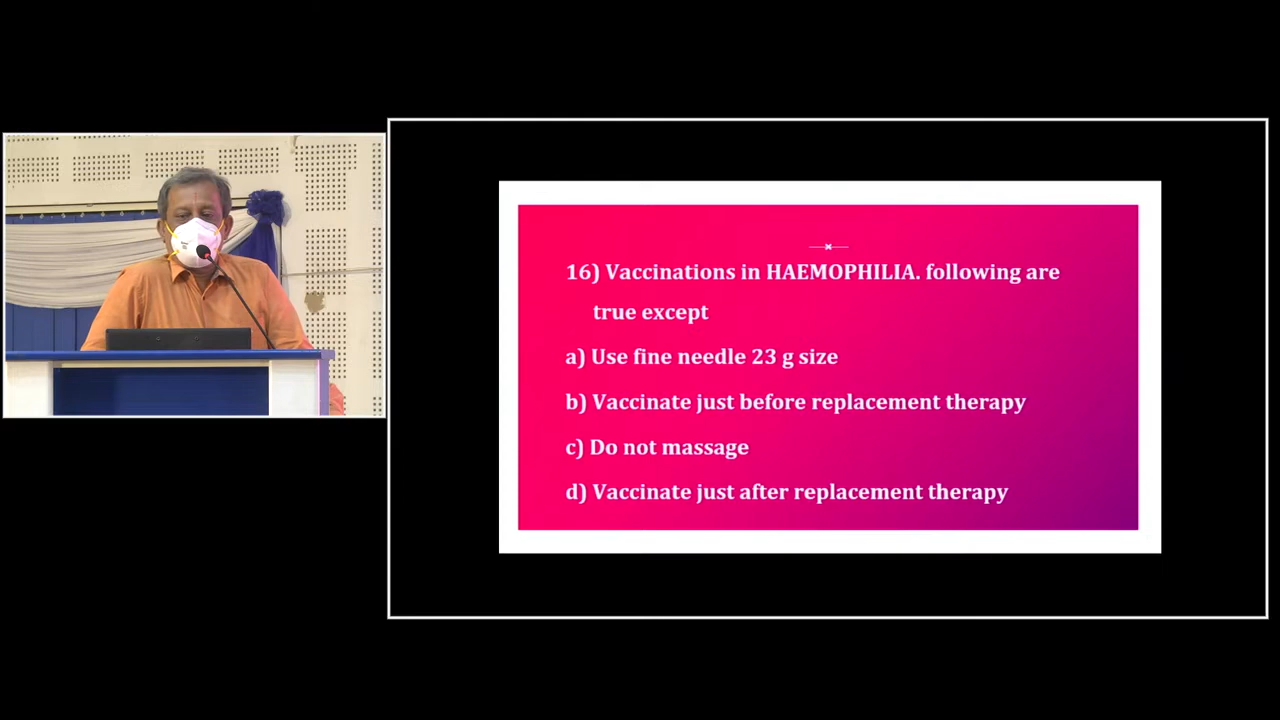 16) Vaccinations in HAEMOPHILIA. following are
true except
a) Use fine needle 23 g size
b) Vaccinate just before replacement therapy
c) Do not massage
d) Vaccinate just after replacement therapy